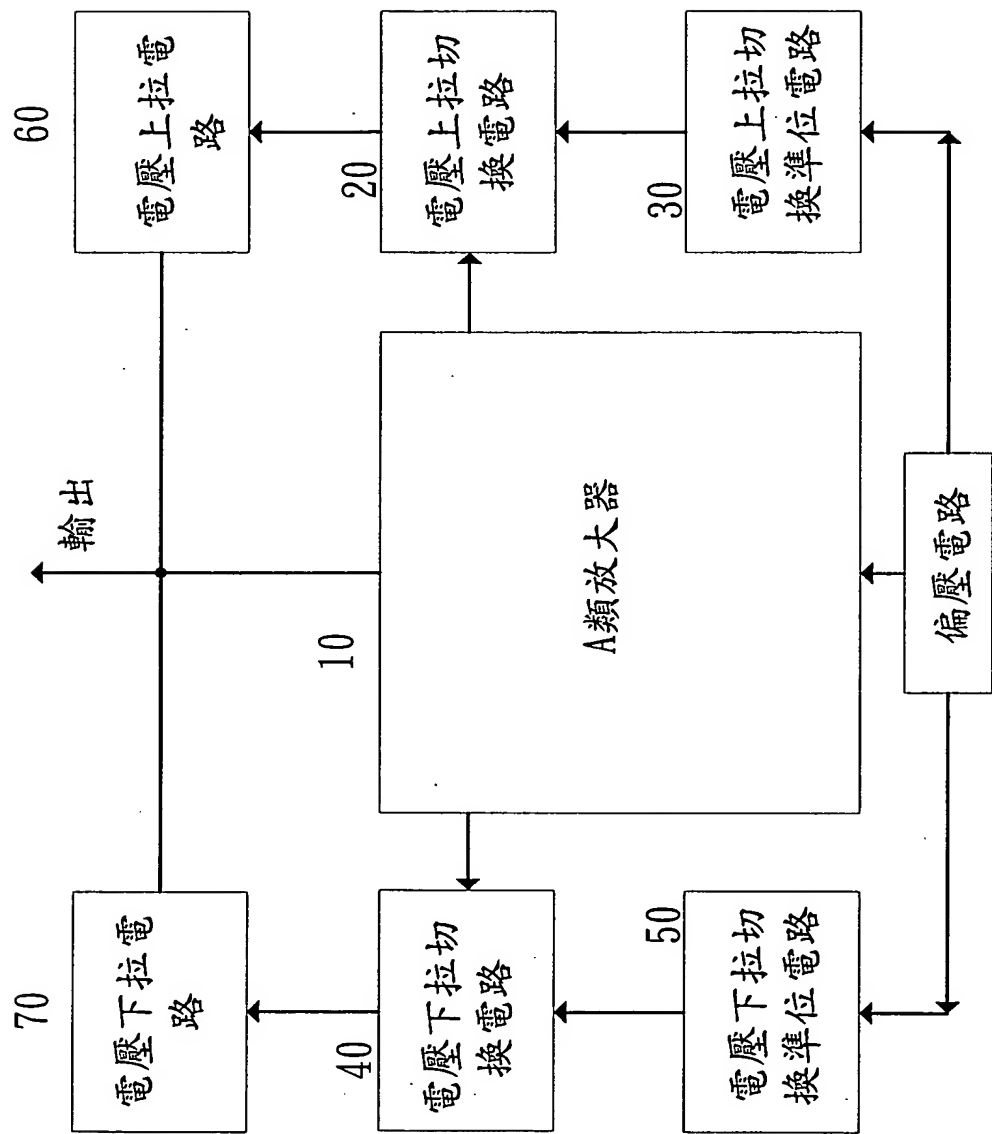 70
60
輸出
電壓下拉電
路
電壓上拉電
路
10
40
20
電壓下拉切
換電路
A類放大器
電壓上拉切
換電路
50
30
電壓下拉切
換準位電路
電壓上拉切
換準位電路
偏壓電路